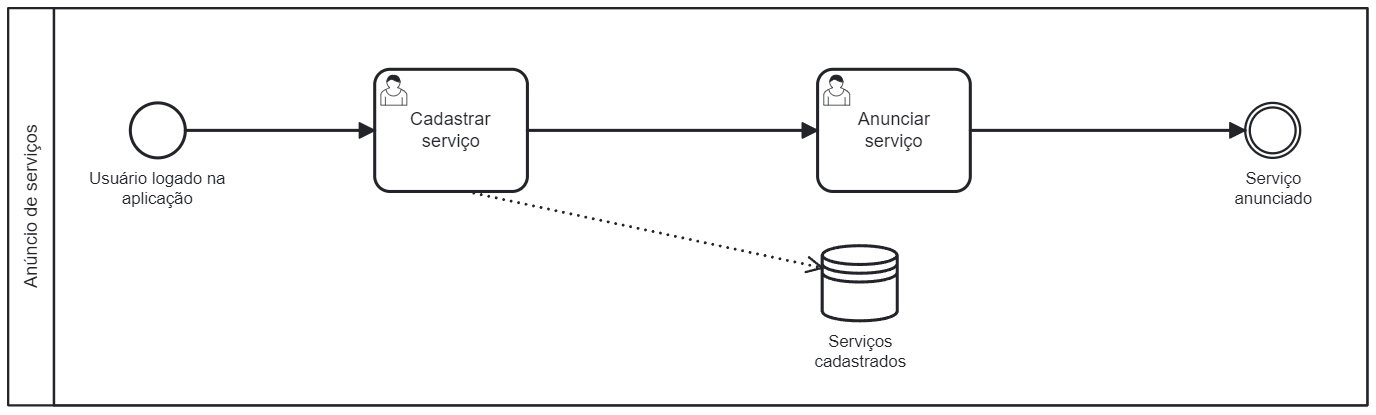 Anúncio de serviços
Usuário logado na
aplicação
Cadastrar
serviço
Anunciar
serviço
Serviço
anunciado
Serviços
cadastrados